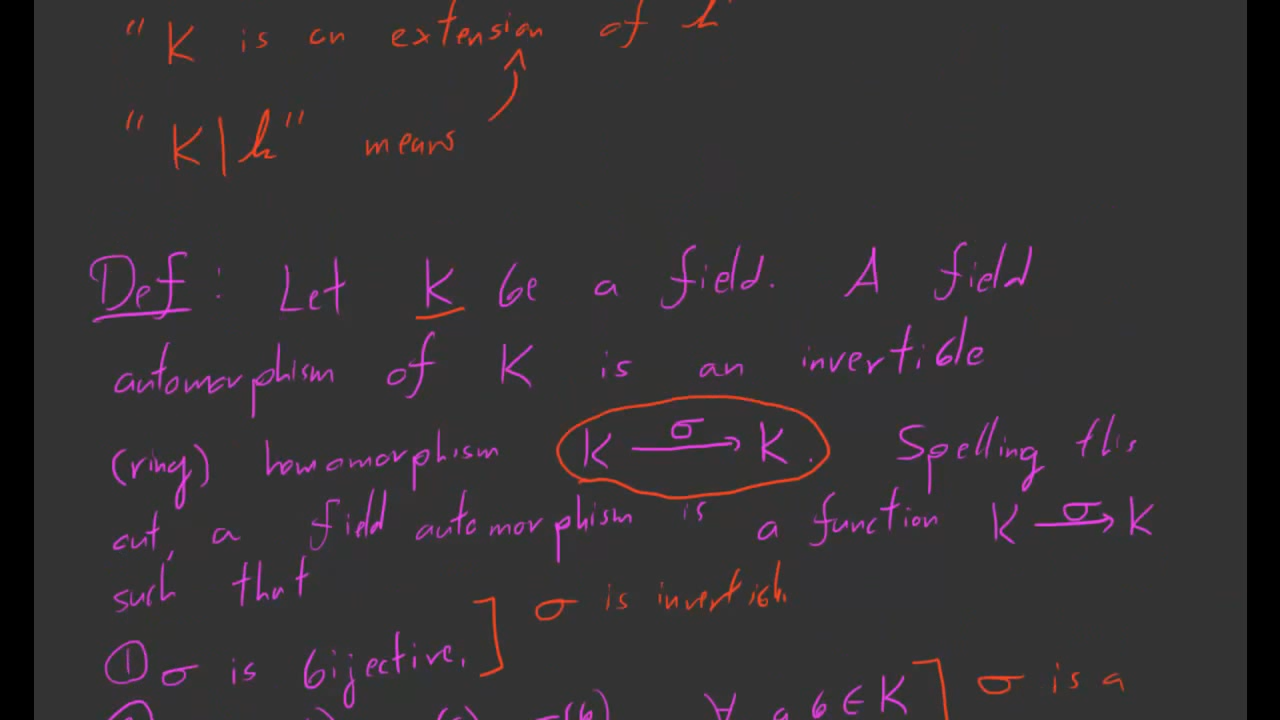 "K is an extension of k
"K|k" means
Def: Let K be a field. A field
automorphism of K is an invertible
(ring) homomorphism K σ→ K. Spelling this
out, a field automorphism is a function K σ→ K
such that
① σ is bijective. ] σ is invertible.
∀ a, b ∈ K ] σ is a